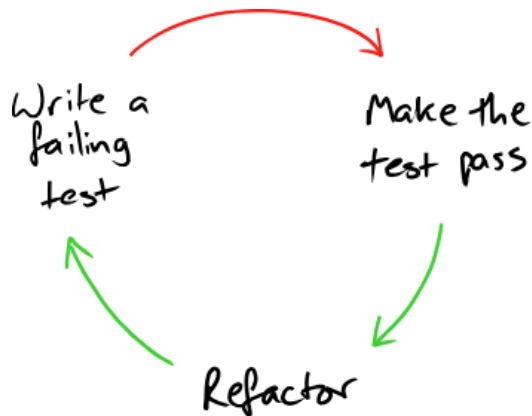 Write a
failing
test
Make the
test pass
Refactor